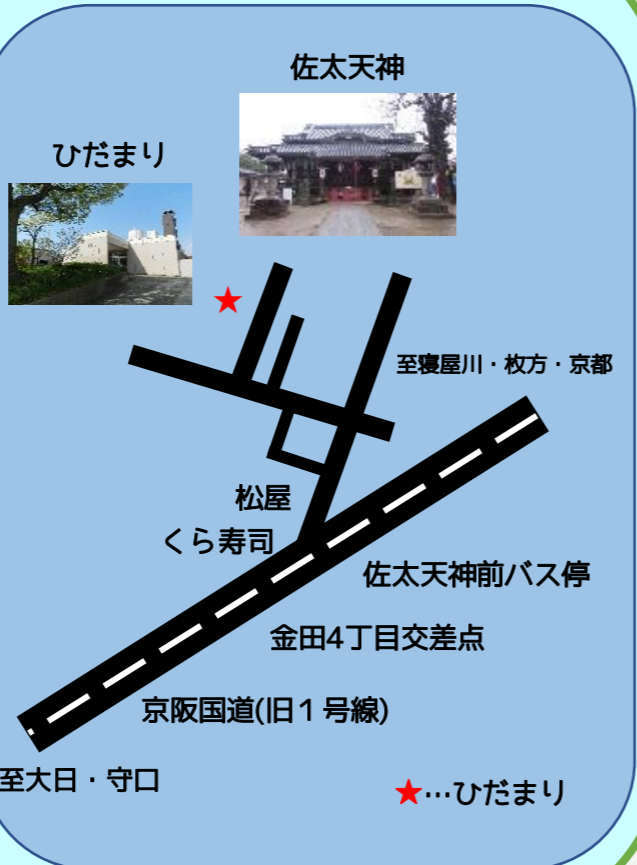 佐太天神
ひだまり
至寝屋川・枚方・京都
松屋
くら寿司
佐太天神前バス停
金田4丁目交差点
京阪国道(旧１号線)
至大日・守口
★…ひだまり